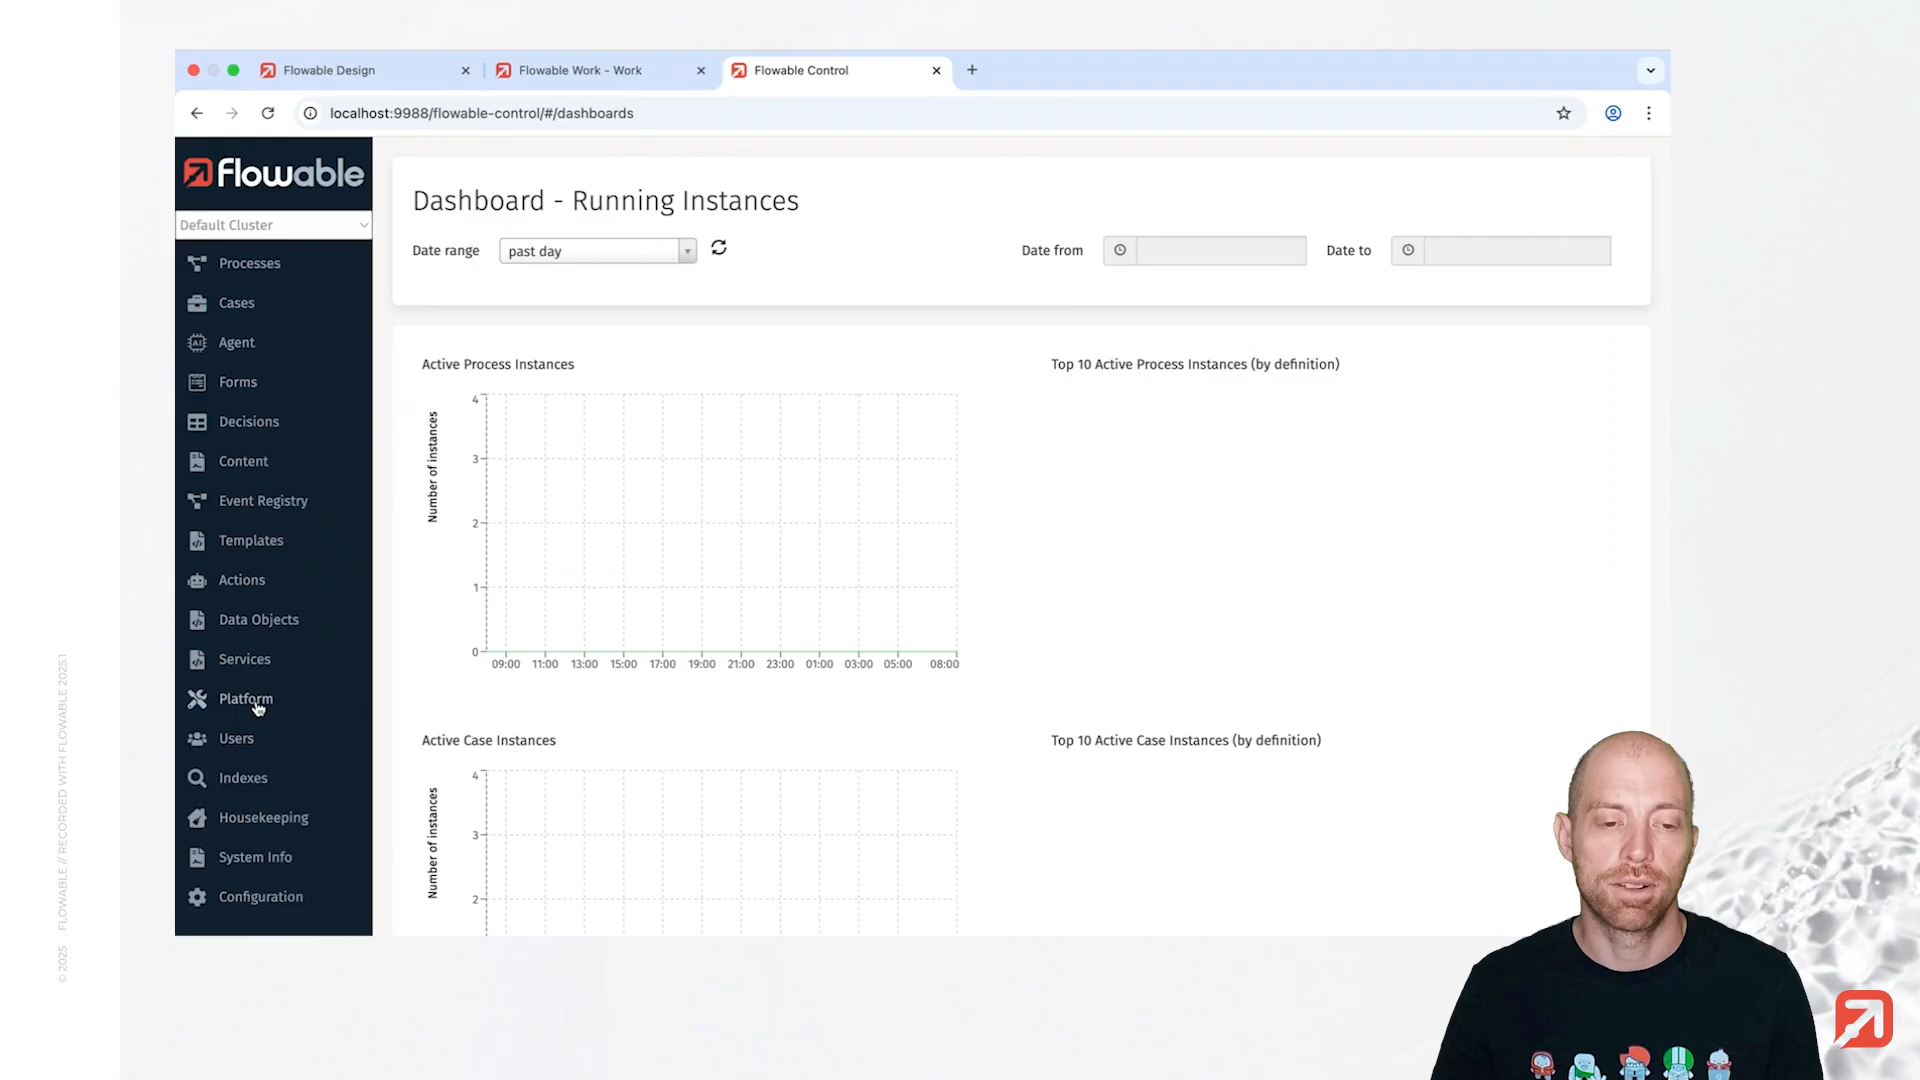 Flowable Design
Flowable Work - Work
Flowable Control
localhost:9988/flowable-control/#/dashboards
Flowable
Default Cluster
Processes
Cases
Agent
Forms
Decisions
Content
Event Registry
Templates
Actions
Data Objects
Services
Platform
Users
Indexes
Housekeeping
System Info
Configuration
Dashboard - Running Instances
Date range
past day
Date from
Date to
Active Process Instances
Number of instances
4
3
2
1
0
09:00 11:00 13:00 15:00 17:00 19:00 21:00 23:00 01:00 03:00 05:00 08:00
Top 10 Active Process Instances (by definition)
Active Case Instances
Number of instances
4
3
2
Top 10 Active Case Instances (by definition)
© 2025 FLOWABLE // RECORDED WITH FLOWABLE 2025.1